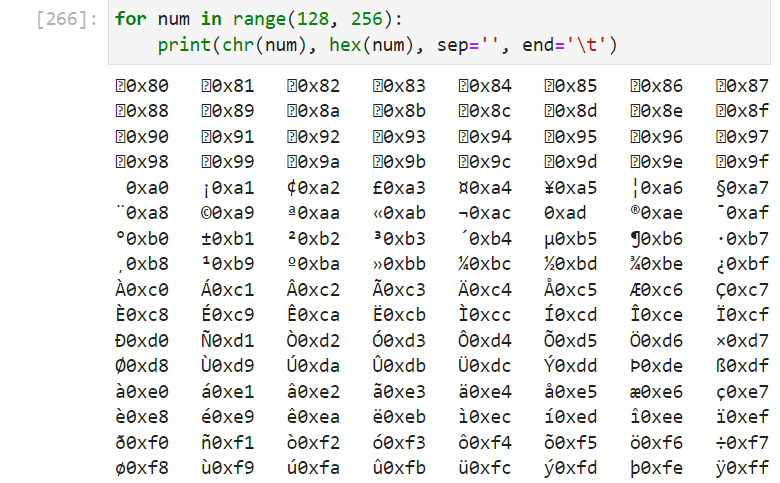 [266]: for num in range(128, 256):
print(chr(num), hex(num), sep='', end='\t')
0x80 0x81 0x82 0x83 0x84 0x85 0x86 0x87
0x88 0x89 0x8a 0x8b 0x8c 0x8d 0x8e 0x8f
0x90 0x91 0x92 0x93 0x94 0x95 0x96 0x97
0x98 0x99 0x9a 0x9b 0x9c 0x9d 0x9e 0x9f
0xa0 ¡0xa1 ¢0xa2 £0xa3 ¤0xa4 ¥0xa5 ¦0xa6 §0xa7
¨0xa8 ©0xa9 ª0xaa «0xab ¬0xac 0xad ®0xae ¯0xaf
°0xb0 ±0xb1 ²0xb2 ³0xb3 ´0xb4 µ0xb5 ¶0xb6 ·0xb7
¸0xb8 ¹0xb9 º0xba »0xbb ¼0xbc ½0xbd ¾0xbe ¿0xbf
À0xc0 Á0xc1 Â0xc2 Ã0xc3 Ä0xc4 Å0xc5 Æ0xc6 Ç0xc7
È0xc8 É0xc9 Ê0xca Ë0xcb Ì0xcc Í0xcd Î0xce Ï0xcf
Ð0xd0 Ñ0xd1 Ò0xd2 Ó0xd3 Ô0xd4 Õ0xd5 Ö0xd6 ×0xd7
Ø0xd8 Ù0xd9 Ú0xda Û0xdb Ü0xdc Ý0xdd Þ0xde ß0xdf
à0xe0 á0xe1 â0xe2 ã0xe3 ä0xe4 å0xe5 æ0xe6 ç0xe7
è0xe8 é0xe9 ê0xea ë0xeb ì0xec í0xed î0xee ï0xef
ð0xf0 ñ0xf1 ò0xf2 ó0xf3 ô0xf4 õ0xf5 ö0xf6 ÷0xf7
ø0xf8 ù0xf9 ú0xfa û0xfb ü0xfc ý0xfd þ0xfe ÿ0xff